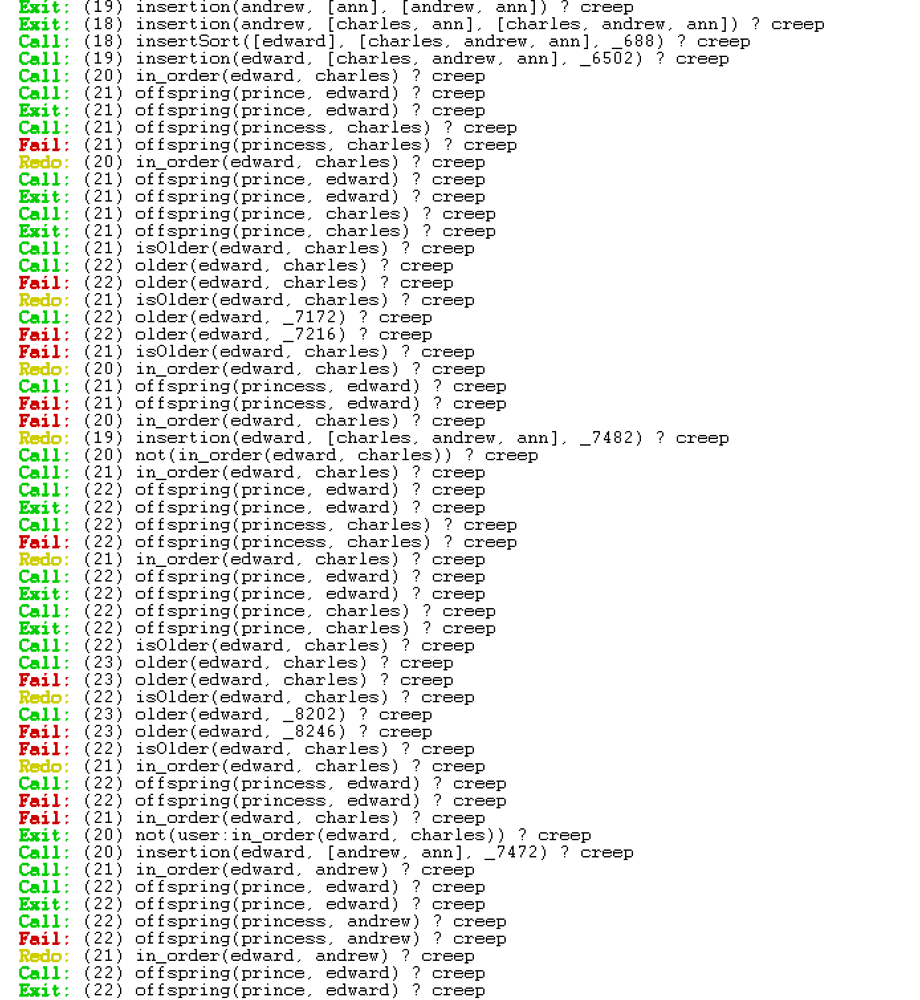 Exit: (19) insertion(andrew, [ann], [andrew, ann]) ? creep
Exit: (18) insertion(andrew, [charles, ann], [charles, andrew, ann]) ? creep
Call: (18) insertSort([edward], [charles, andrew, ann], _688) ? creep
Call: (19) insertion(edward, [charles, andrew, ann], _6502) ? creep
Call: (20) in_order(edward, charles) ? creep
Call: (21) offspring(prince, edward) ? creep
Exit: (21) offspring(prince, edward) ? creep
Call: (21) offspring(princess, charles) ? creep
Fail: (21) offspring(princess, charles) ? creep
Redo: (20) in_order(edward, charles) ? creep
Call: (21) offspring(prince, edward) ? creep
Exit: (21) offspring(prince, edward) ? creep
Call: (21) offspring(prince, charles) ? creep
Exit: (21) offspring(prince, charles) ? creep
Call: (21) isOlder(edward, charles) ? creep
Call: (22) older(edward, charles) ? creep
Fail: (22) older(edward, charles) ? creep
Redo: (21) isOlder(edward, charles) ? creep
Call: (22) older(edward, _7172) ? creep
Fail: (22) older(edward, _7216) ? creep
Fail: (21) isOlder(edward, charles) ? creep
Redo: (20) in_order(edward, charles) ? creep
Call: (21) offspring(princess, edward) ? creep
Fail: (21) offspring(princess, edward) ? creep
Fail: (20) in_order(edward, charles) ? creep
Redo: (19) insertion(edward, [charles, andrew, ann], _7482) ? creep
Call: (20) not(in_order(edward, charles)) ? creep
Call: (21) in_order(edward, charles) ? creep
Call: (22) offspring(prince, edward) ? creep
Exit: (22) offspring(prince, edward) ? creep
Call: (22) offspring(princess, charles) ? creep
Fail: (22) offspring(princess, charles) ? creep
Redo: (21) in_order(edward, charles) ? creep
Call: (22) offspring(prince, edward) ? creep
Exit: (22) offspring(prince, edward) ? creep
Call: (22) offspring(prince, charles) ? creep
Exit: (22) offspring(prince, charles) ? creep
Call: (22) isOlder(edward, charles) ? creep
Call: (23) older(edward, charles) ? creep
Fail: (23) older(edward, charles) ? creep
Redo: (22) isOlder(edward, charles) ? creep
Call: (23) older(edward, _8202) ? creep
Fail: (23) older(edward, _8246) ? creep
Fail: (22) isOlder(edward, charles) ? creep
Redo: (21) in_order(edward, charles) ? creep
Call: (22) offspring(princess, edward) ? creep
Fail: (22) offspring(princess, edward) ? creep
Fail: (21) in_order(edward, charles) ? creep
Exit: (20) not(user:in_order(edward, charles)) ? creep
Call: (20) insertion(edward, [andrew, ann], _7472) ? creep
Call: (21) in_order(edward, andrew) ? creep
Call: (22) offspring(prince, edward) ? creep
Exit: (22) offspring(prince, edward) ? creep
Call: (22) offspring(princess, andrew) ? creep
Fail: (22) offspring(princess, andrew) ? creep
Redo: (21) in_order(edward, andrew) ? creep
Call: (22) offspring(prince, edward) ? creep
Exit: (22) offspring(prince, edward) ? creep